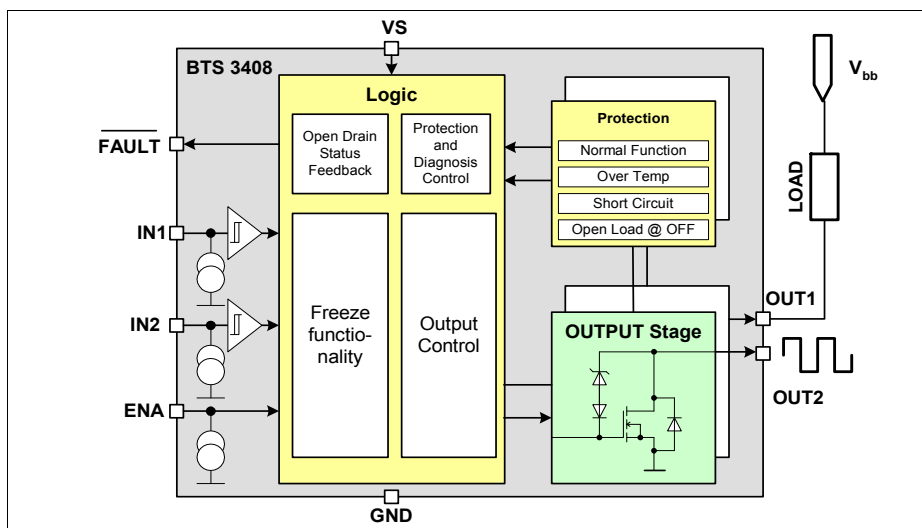 VS
BTS 3408
Logic
Open Drain
Status
Feedback
Protection
and
Diagnosis
Control
Protection
Normal Function
Over Temp
Short Circuit
Open Load @ OFF
V_bb
LOAD
FAULT
IN1
IN2
ENA
Freeze
functio-
nality
Output
Control
OUTPUT Stage
OUT1
OUT2
GND